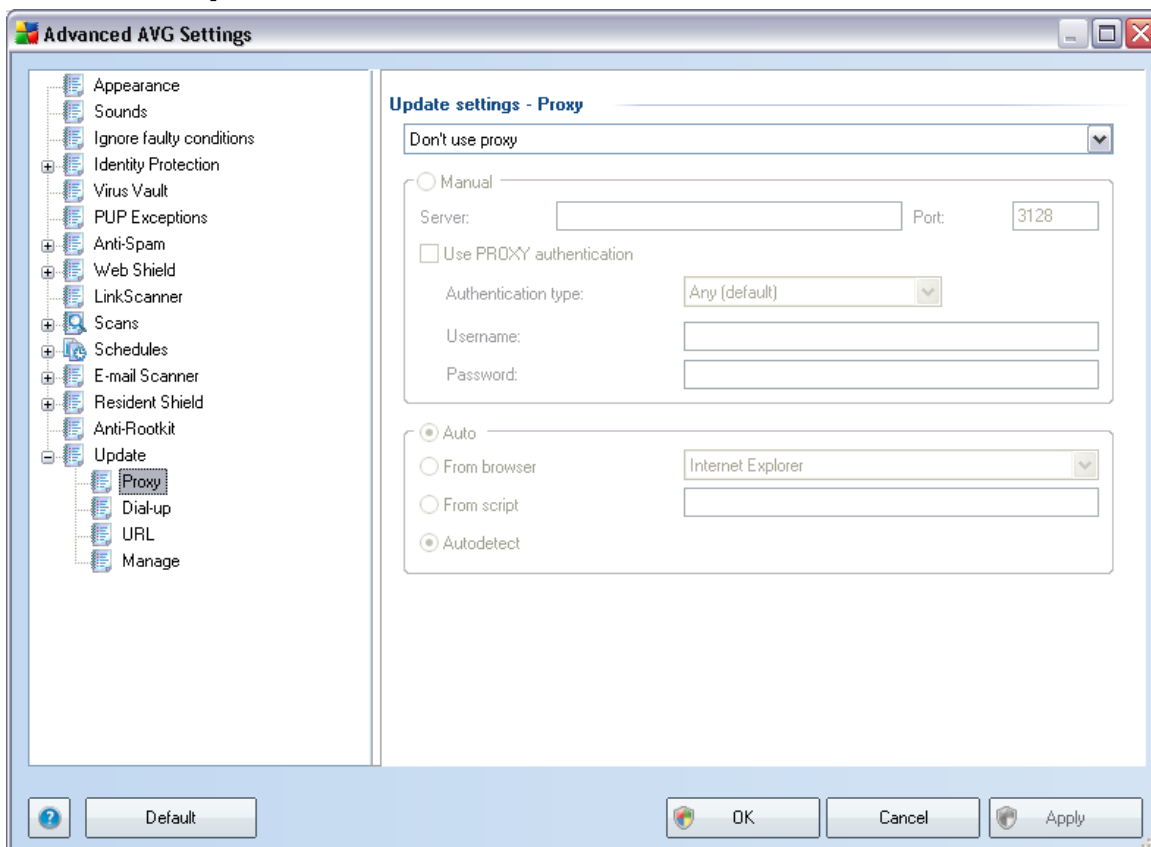 Advanced AVG Settings
Appearance
Sounds
Ignore faulty conditions
Identity Protection
Virus Vault
PUP Exceptions
Anti-Spam
Web Shield
LinkScanner
Scans
Schedules
E-mail Scanner
Resident Shield
Anti-Rootkit
Update
Proxy
Dial-up
URL
Manage
Update settings - Proxy
Don't use proxy
Manual
Server: Port: 3128
Use PROXY authentication
Authentication type: Any (default)
Username:
Password:
Auto
From browser Internet Explorer
From script
Autodetect
? Default OK Cancel Apply